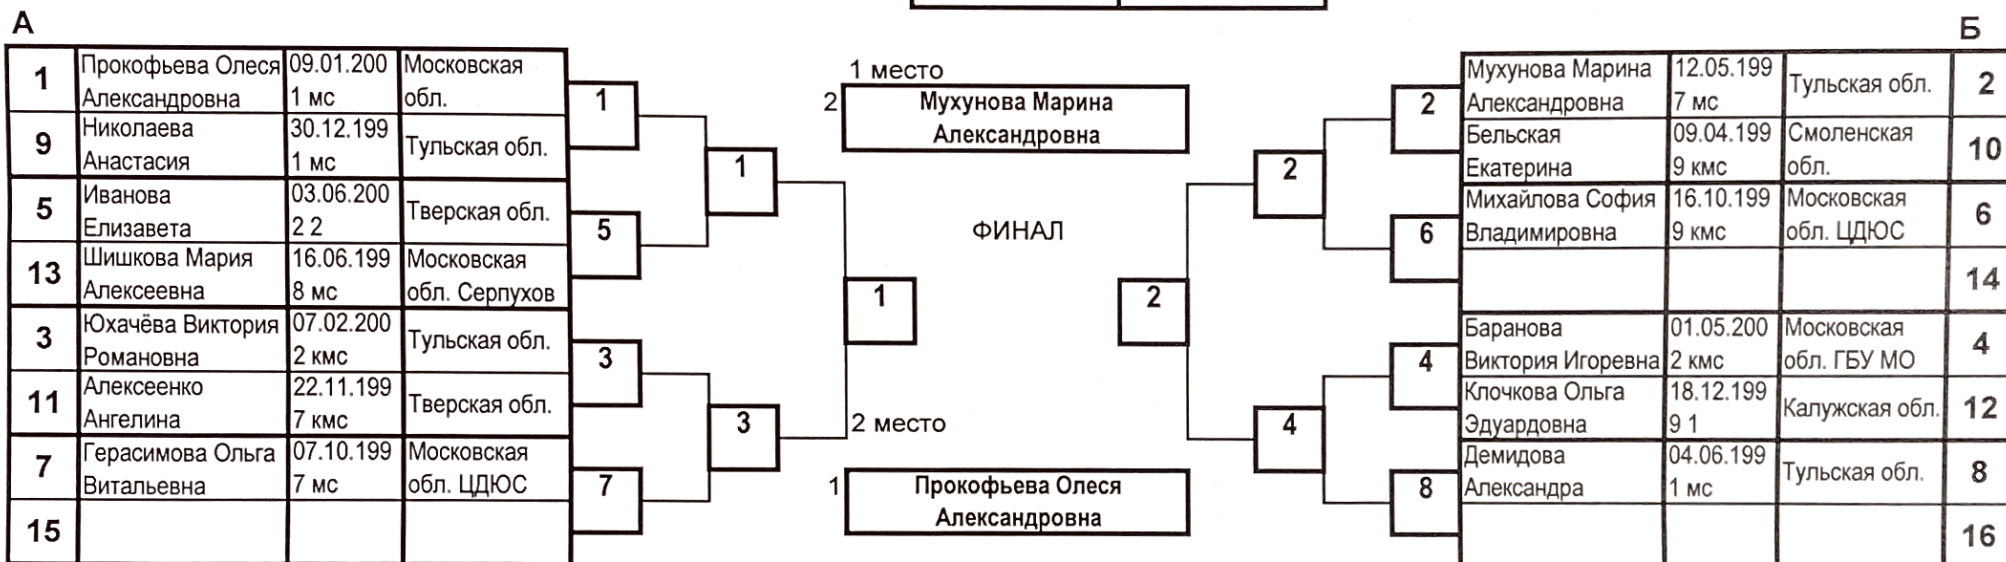 А
Б
1 Прокофьева Олеся 09.01.200 Московская
Александровна 1 мс обл.
9 Николаева 30.12.199 Тульская обл.
Анастасия 1 мс
5 Иванова 03.06.200 Тверская обл.
Елизавета 2 2
13 Шишкова Мария 16.06.199 Московская
Алексеевна 8 мс обл. Серпухов
3 Юхачёва Виктория 07.02.200 Тульская обл.
Романовна 2 кмс
11 Алексеенко 22.11.199 Тверская обл.
Ангелина 7 кмс
7 Герасимова Ольга 07.10.199 Московская
Витальевна 7 мс обл. ЦДЮС
15
1
5
3
7
1
3
1
1 место
2 Мухунова Марина
Александровна
ФИНАЛ
2 место
1 Прокофьева Олеся
Александровна
2
2
4
2
6
4
8
Мухунова Марина 12.05.199 Тульская обл. 2
Александровна 7 мс
Бельская 09.04.199 Смоленская 10
Екатерина 9 кмс обл.
Михайлова София 16.10.199 Московская 6
Владимировна 9 кмс обл. ЦДЮС
14
Баранова 01.05.200 Московская 4
Виктория Игоревна 2 кмс обл. ГБУ МО
Клочкова Ольга 18.12.199 Калужская обл. 12
Эдуардовна 9 1
Демидова 04.06.199 Тульская обл. 8
Александра 1 мс
16